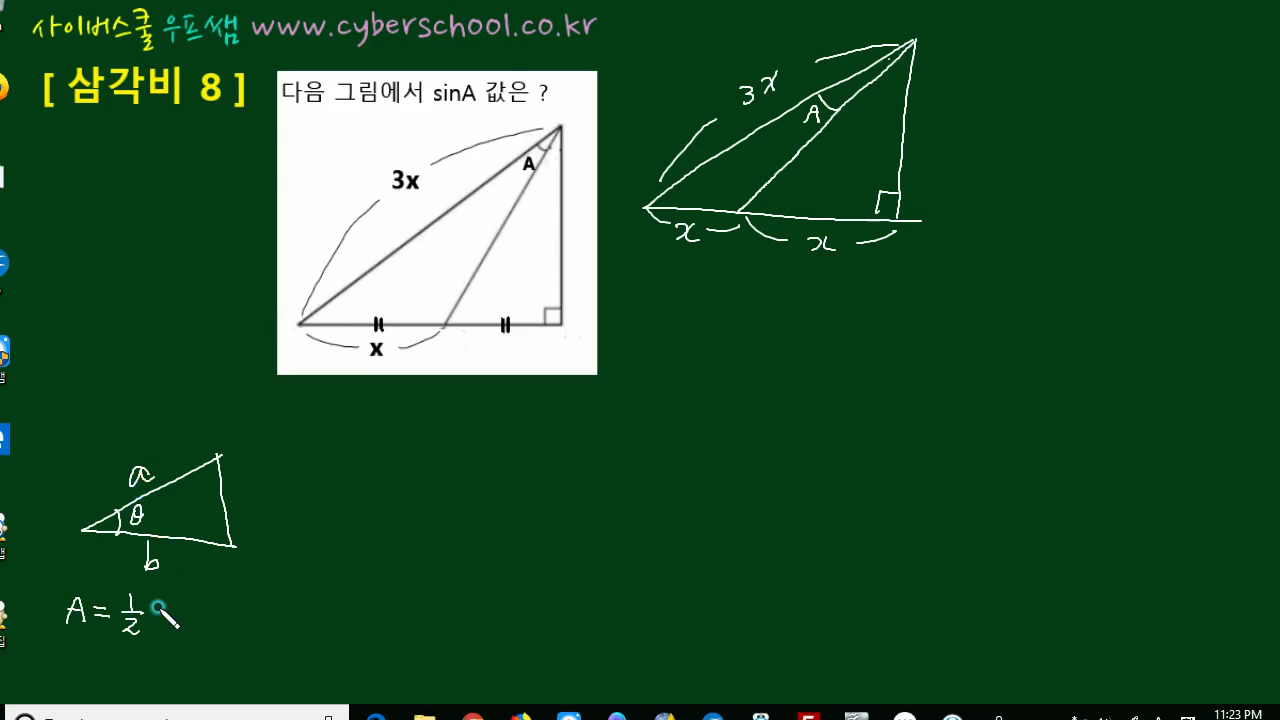 사이버스쿨 우프쌤 www.cyberschool.co.kr
[ 삼각비 8 ]
다음 그림에서 sinA 값은 ?
3x
A
x
3x
A
x
x
a
θ
b
A = 1/2
11:23 PM